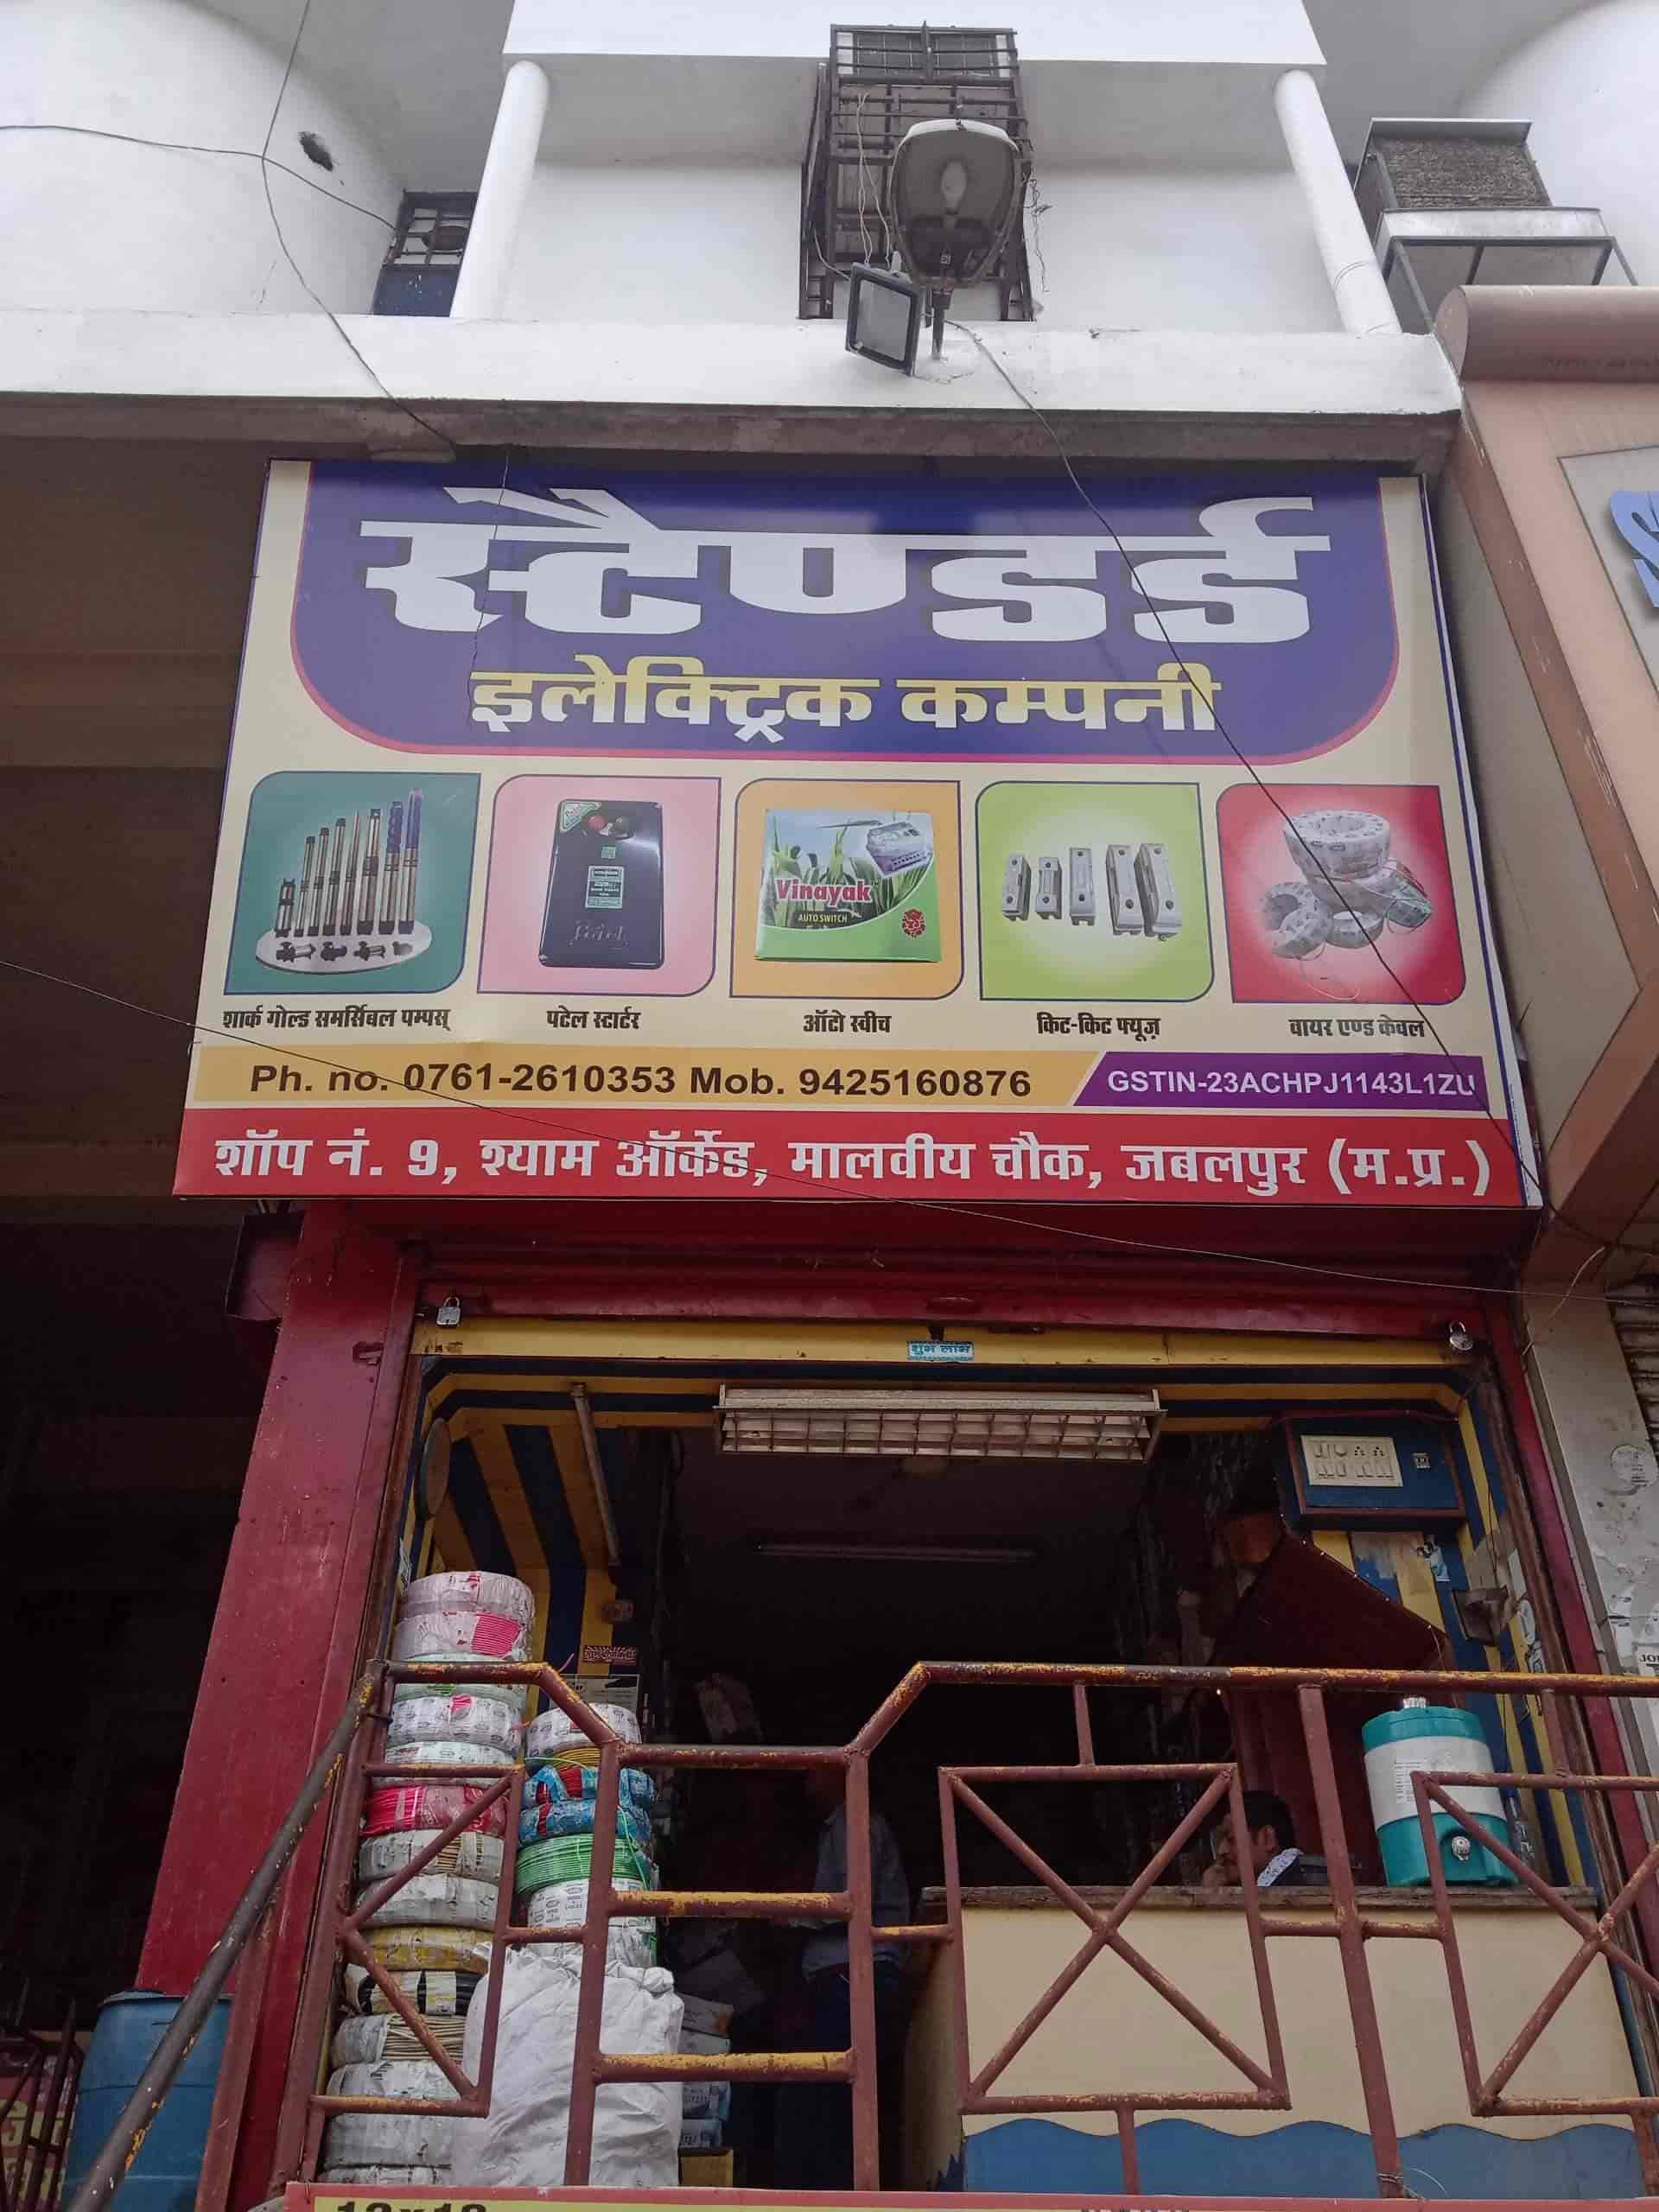 स्टैण्डर्ड
इलेक्ट्रिक कम्पनी
Vinayak
AUTO SWITCH
शार्क गोल्ड समर्सिबल पम्पस्
पटेल स्टार्टर
ऑटो स्वीच
किट-किट फ्यूज़
वायर एण्ड केवल
Ph. no. 0761-2610353 Mob. 9425160876
GSTIN-23ACHPJ1143L1ZU
शॉप नं. 9, श्याम ऑर्केड, मालवीय चौक, जबलपुर (म.प्र.)
शुभ लाभ